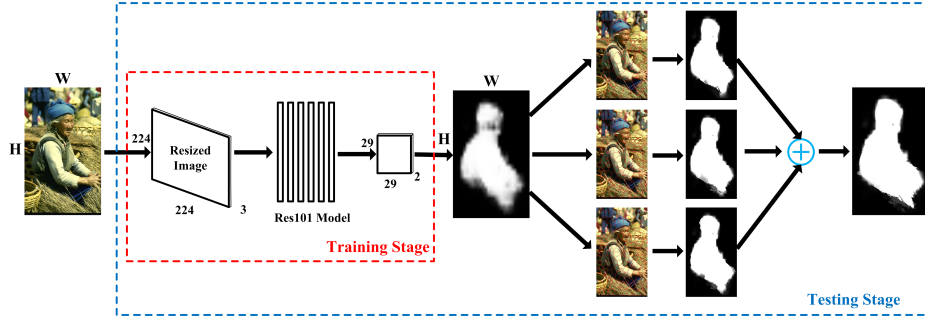 W
H
224
Resized
Image
224
3
Res101 Model
29
29
2
Training Stage
W
H
Testing Stage